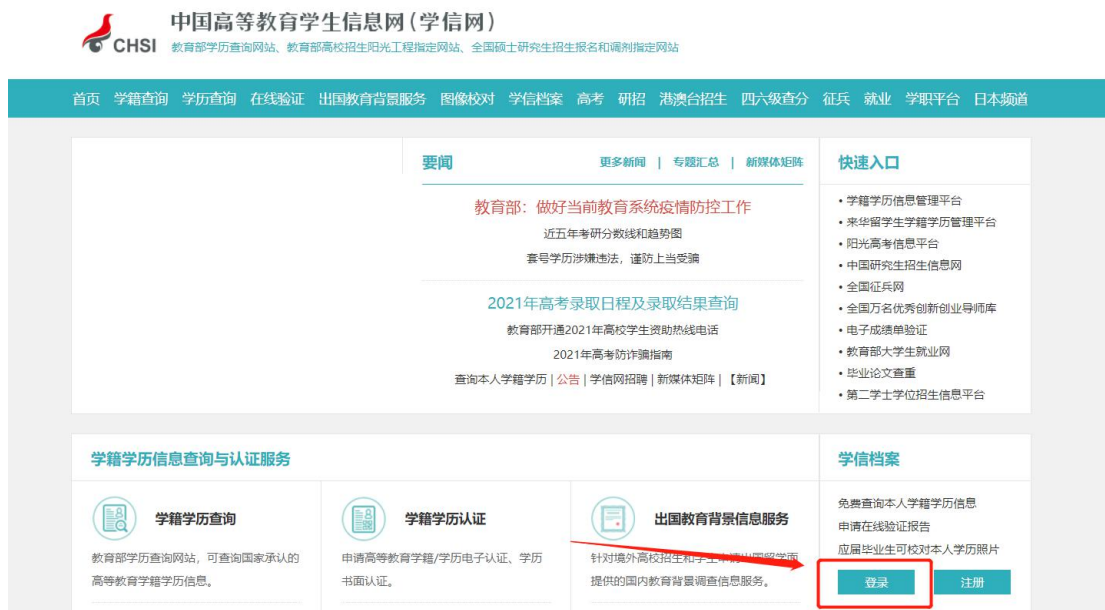 中国高等教育学生信息网(学信网)
CHSI 教育部学历查询网站、教育部高校招生阳光工程指定网站、全国硕士研究生招生报名和调剂指定网站
首页 学籍查询 学历查询 在线验证 出国教育背景服务 图像校对 学信档案 高考 研招 港澳台招生 四六级查分 征兵 就业 学职平台 日本频道
要闻 更多新闻 | 专题汇总 | 新媒体矩阵
教育部：做好当前教育系统疫情防控工作
近五年考研分数线和趋势图
套号学历涉嫌违法，谨防上当受骗
2021年高考录取日程及录取结果查询
教育部开通2021年高校学生资助热线电话
2021年高考防诈骗指南
查询本人学籍学历 | 公告 | 学信网招聘 | 新媒体矩阵 | 【新闻】
快速入口
• 学籍学历信息管理平台
• 来华留学生学籍学历管理平台
• 阳光高考信息平台
• 中国研究生招生信息网
• 全国征兵网
• 全国万名优秀创新创业导师库
• 电子成绩单验证
• 教育部大学生就业网
• 毕业论文查重
• 第二学士学位招生信息平台
学籍学历信息查询与认证服务
学籍学历查询
教育部学历查询网站，可查询国家承认的
高等教育学籍学历信息。
学籍学历认证
申请高等教育学籍/学历电子认证、学历
书面认证。
出国教育背景信息服务
针对境外高校招生和学生申请出国留学而
提供的国内教育背景调查信息服务。
学信档案
免费查询本人学籍学历信息
申请在线验证报告
应届毕业生可校对本人学历照片
登录 注册